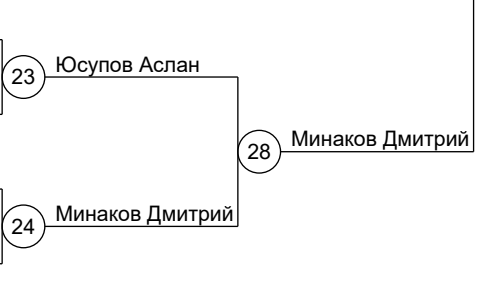 23
Юсупов Аслан
28
Минаков Дмитрий
24
Минаков Дмитрий